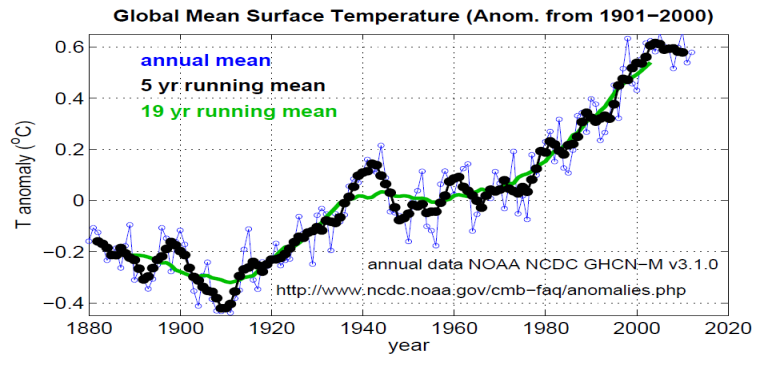 Global Mean Surface Temperature (Anom. from 1901−2000)
annual mean
5 yr running mean
19 yr running mean
T anomaly (⁰C)
0.6
0.4
0.2
0
−0.2
−0.4
annual data NOAA NCDC GHCN−M v3.1.0
http://www.ncdc.noaa.gov/cmb−faq/anomalies.php
1880 1900 1920 1940 1960 1980 2000 2020
year